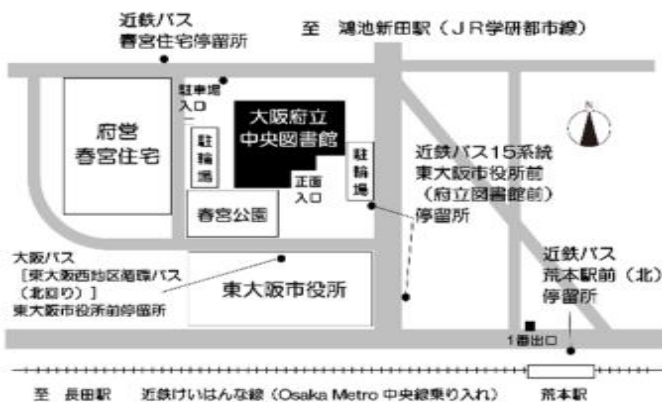 近鉄バス
春宮住宅停留所
至 鴻池新田駅（JR学研都市線）
駐車場
入口
府営
春宮住宅
大阪府立
中央図書館
駐
輪
場
駐
輪
場
正面
入口
春宮公園
N
近鉄バス15系統
東大阪市役所前
（府立図書館前）
停留所
大阪バス
［東大阪西地区循環バス
（北回り）］
東大阪市役所前停留所
東大阪市役所
近鉄バス
荒本駅前（北）
停留所
1番出口
至 長田駅 近鉄けいはんな線（Osaka Metro 中央線乗り入れ） 荒本駅